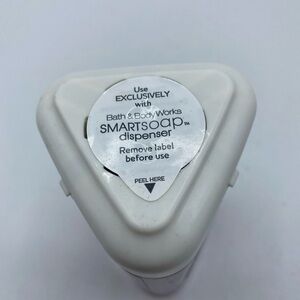 Use
EXCLUSIVELY
with
Bath & Body Works
SMARTSOAP™
dispenser
Remove label
before use
PEEL HERE